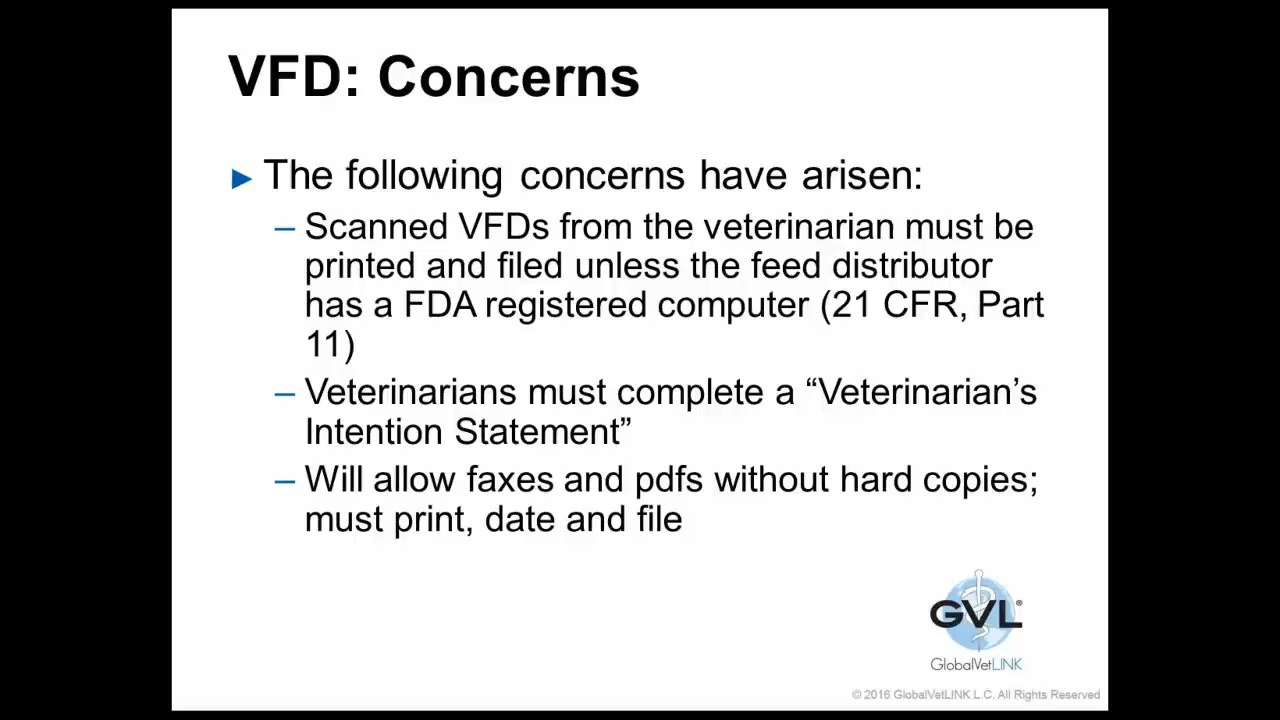 VFD: Concerns
► The following concerns have arisen:
– Scanned VFDs from the veterinarian must be
printed and filed unless the feed distributor
has a FDA registered computer (21 CFR, Part
11)
– Veterinarians must complete a “Veterinarian’s
Intention Statement”
– Will allow faxes and pdfs without hard copies;
must print, date and file
GVL®
GlobalVetLINK
© 2016 GlobalVetLINK L.C. All Rights Reserved